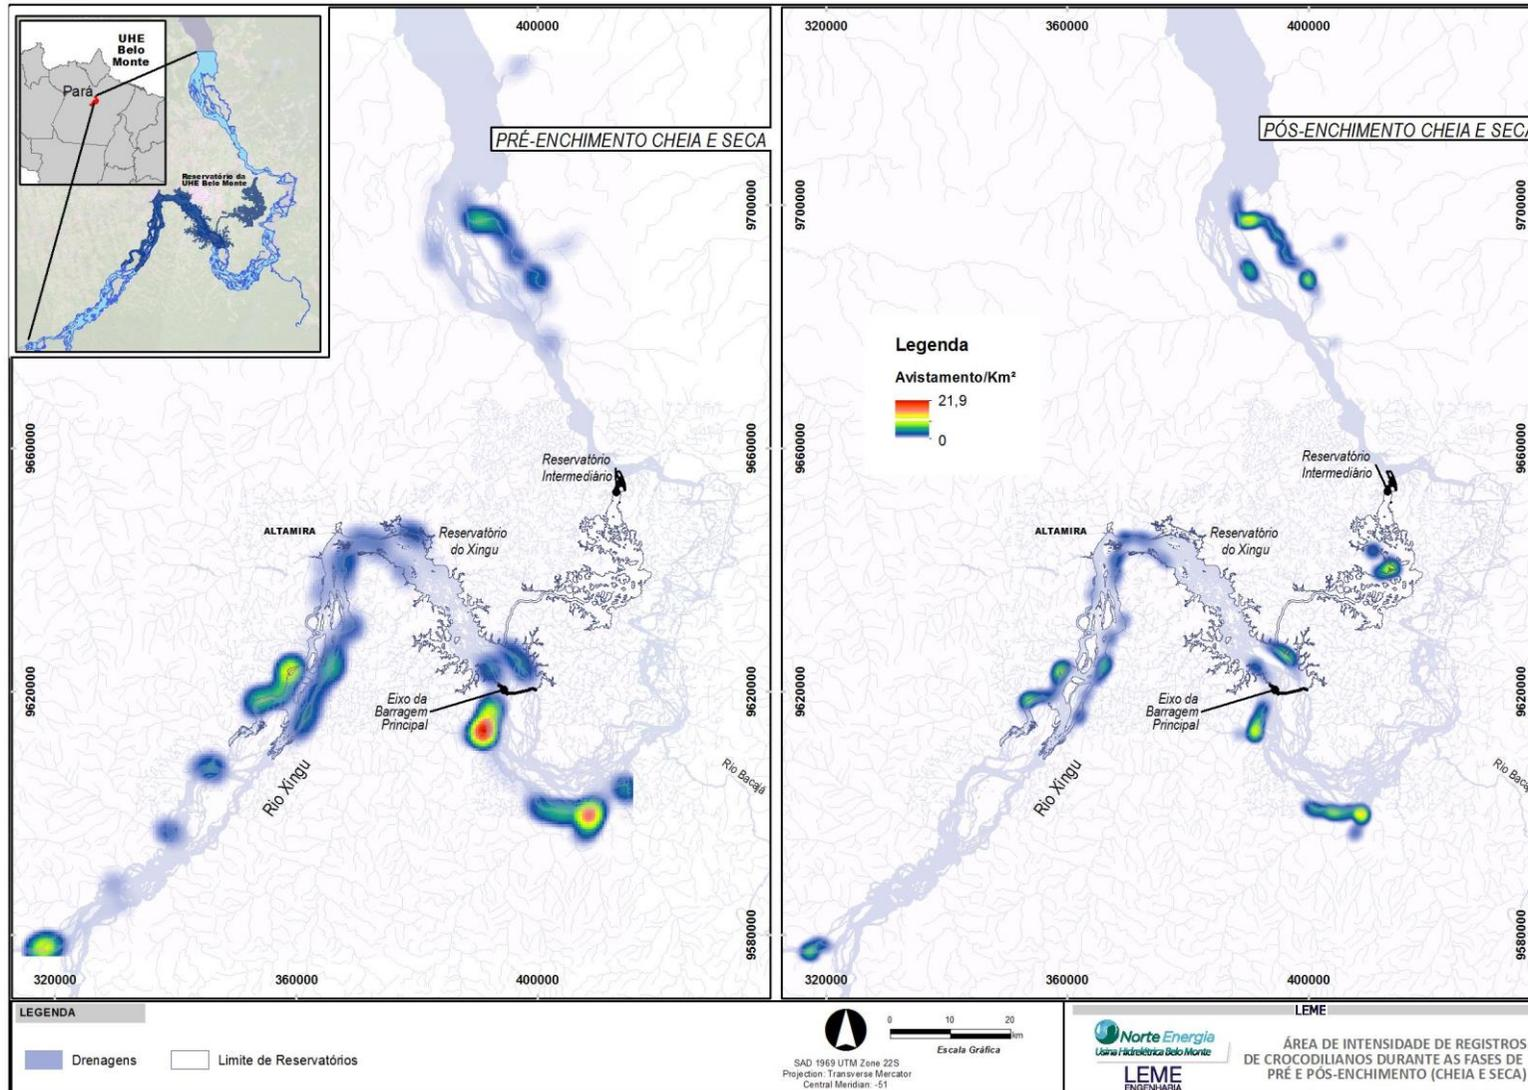 UHE
Belo
Monte
Pará
Reservatório da
UHE Belo Monte
400000
PRÉ-ENCHIMENTO CHEIA E SECA
9700000
9660000
9660000
Reservatório
Intermediário
ALTAMIRA
Reservatório
do Xingu
9620000
9620000
Eixo da
Barragem
Principal
Rio Xingu
Rio Bacajá
9580000
320000
360000
400000
320000
360000
400000
PÓS-ENCHIMENTO CHEIA E SECA
9700000
Legenda
Avistamento/Km²
21,9
0
9660000
Reservatório
Intermediário
ALTAMIRA
Reservatório
do Xingu
9620000
Eixo da
Barragem
Principal
Rio Xingu
Rio Bacajá
9580000
320000
360000
400000
LEGENDA
Drenagens
Limite de Reservatórios
SAD 1969 UTM Zone 22S
Projection: Transverse Mercator
Central Meridian: -51
0 10 20
km
Escala Gráfica
Norte Energia
Usina Hidrelétrica Belo Monte
LEME
ENGENHARIA
LEME
ÁREA DE INTENSIDADE DE REGISTROS
DE CROCODILIANOS DURANTE AS FASES DE
PRÉ E PÓS-ENCHIMENTO (CHEIA E SECA)